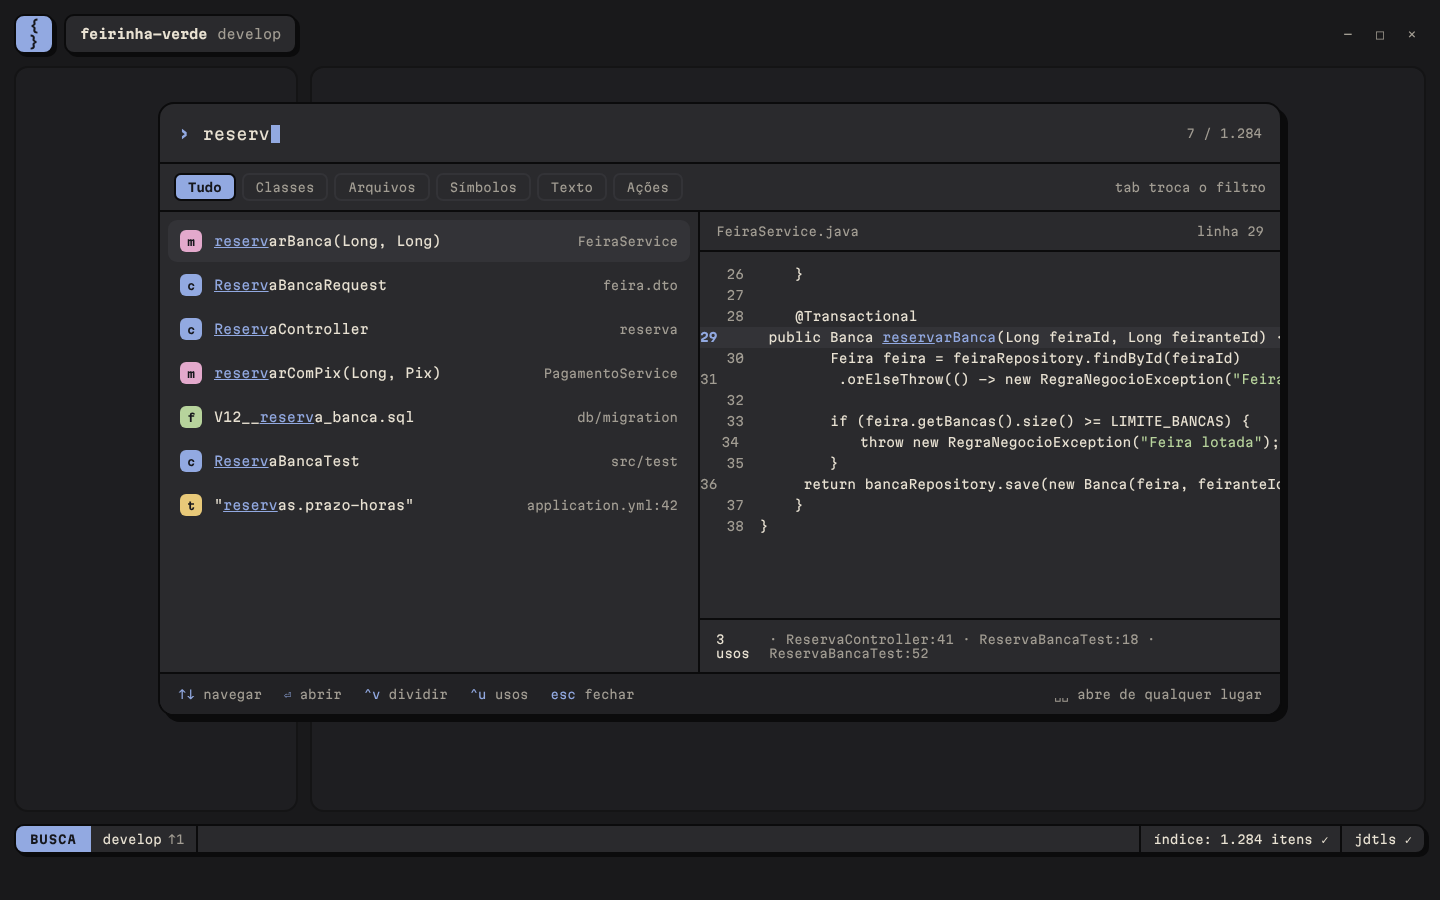 {
}
feirinha-verde develop
− □ ×
› reserv
7 / 1.284
Tudo Classes Arquivos Símbolos Texto Ações
tab troca o filtro
m reservarBanca(Long, Long) FeiraService
c ReservaBancaRequest feira.dto
c ReservaController reserva
m reservarComPix(Long, Pix) PagamentoService
f V12__reserva_banca.sql db/migration
c ReservaBancaTest src/test
t "reservas.prazo-horas" application.yml:42
FeiraService.java linha 29
26 }
27
28 @Transactional
29 public Banca reservarBanca(Long feiraId, Long feiranteId)
30 Feira feira = feiraRepository.findById(feiraId)
31 .orElseThrow(() -> new RegraNegocioException("Feira
32
33 if (feira.getBancas().size() >= LIMITE_BANCAS) {
34 throw new RegraNegocioException("Feira lotada");
35 }
36 return bancaRepository.save(new Banca(feira, feiranteId
37 }
38 }
3 usos · ReservaController:41 · ReservaBancaTest:18 ·
ReservaBancaTest:52
↑↓ navegar ⏎ abrir ^v dividir ^u usos esc fechar
␣␣ abre de qualquer lugar
BUSCA develop ↑1
índice: 1.284 itens ✓ jdtls ✓